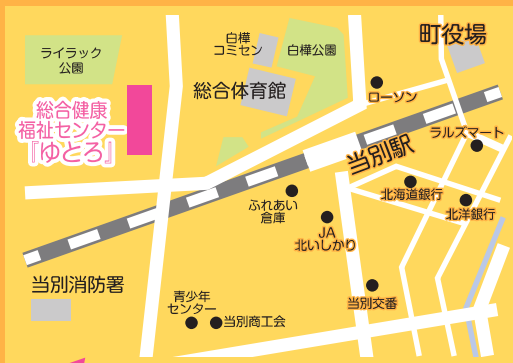 ライラック
公園
白樺
コミセン
白樺公園
町役場
総合体育館
ローソン
総合健康
福祉センター
『ゆとろ』
当別駅
ラルズマート
ふれあい
倉庫
北海道銀行
北洋銀行
JA
北いしかり
当別消防署
青少年
センター
当別商工会
当別交番